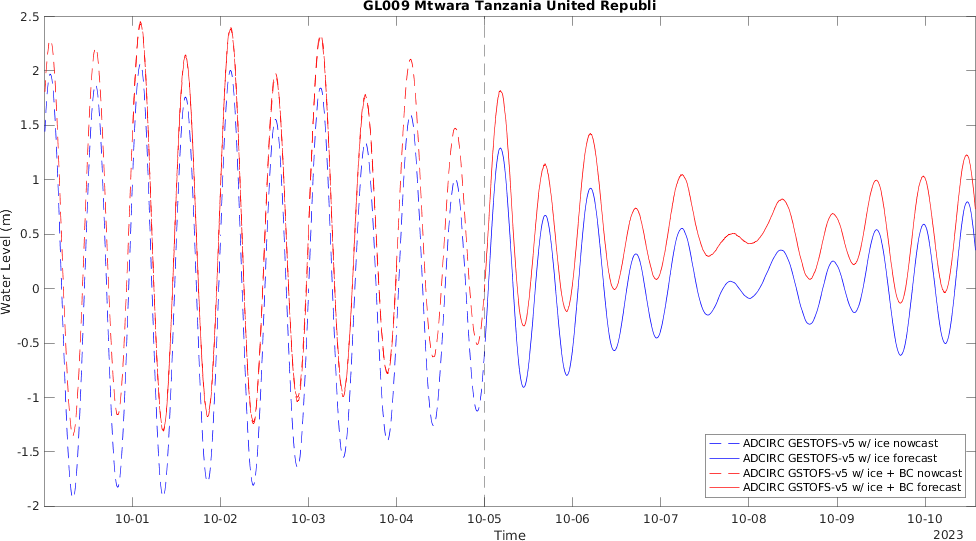 GL009 Mtwara Tanzania United Republi
Water Level (m)
2.5
2
1.5
1
0.5
0
-0.5
-1
-1.5
-2
10-01 10-02 10-03 10-04 10-05 10-06 10-07 10-08 10-09 10-10
Time
2023
ADCIRC GESTOFS-v5 w/ ice nowcast
ADCIRC GESTOFS-v5 w/ ice forecast
ADCIRC GSTOFS-v5 w/ ice + BC nowcast
ADCIRC GSTOFS-v5 w/ ice + BC forecast